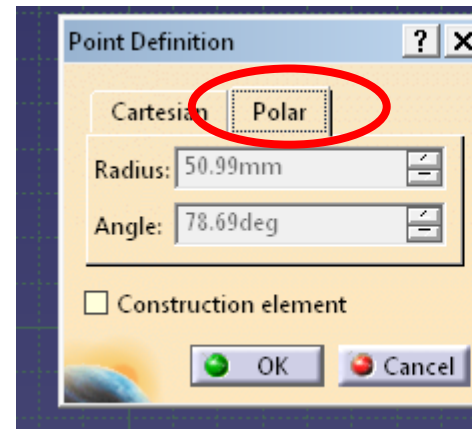 Point Definition ? X
Cartesian Polar
Radius: 50.99mm
Angle: 78.69deg
Construction element
OK Cancel